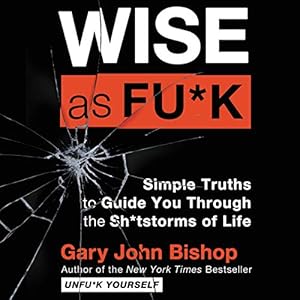 WISE
as FU*K
Simple Truths
to Guide You Through
the Sh*tstorms of Life
Gary John Bishop
Author of the New York Times Bestseller
UNFU*K YOURSELF